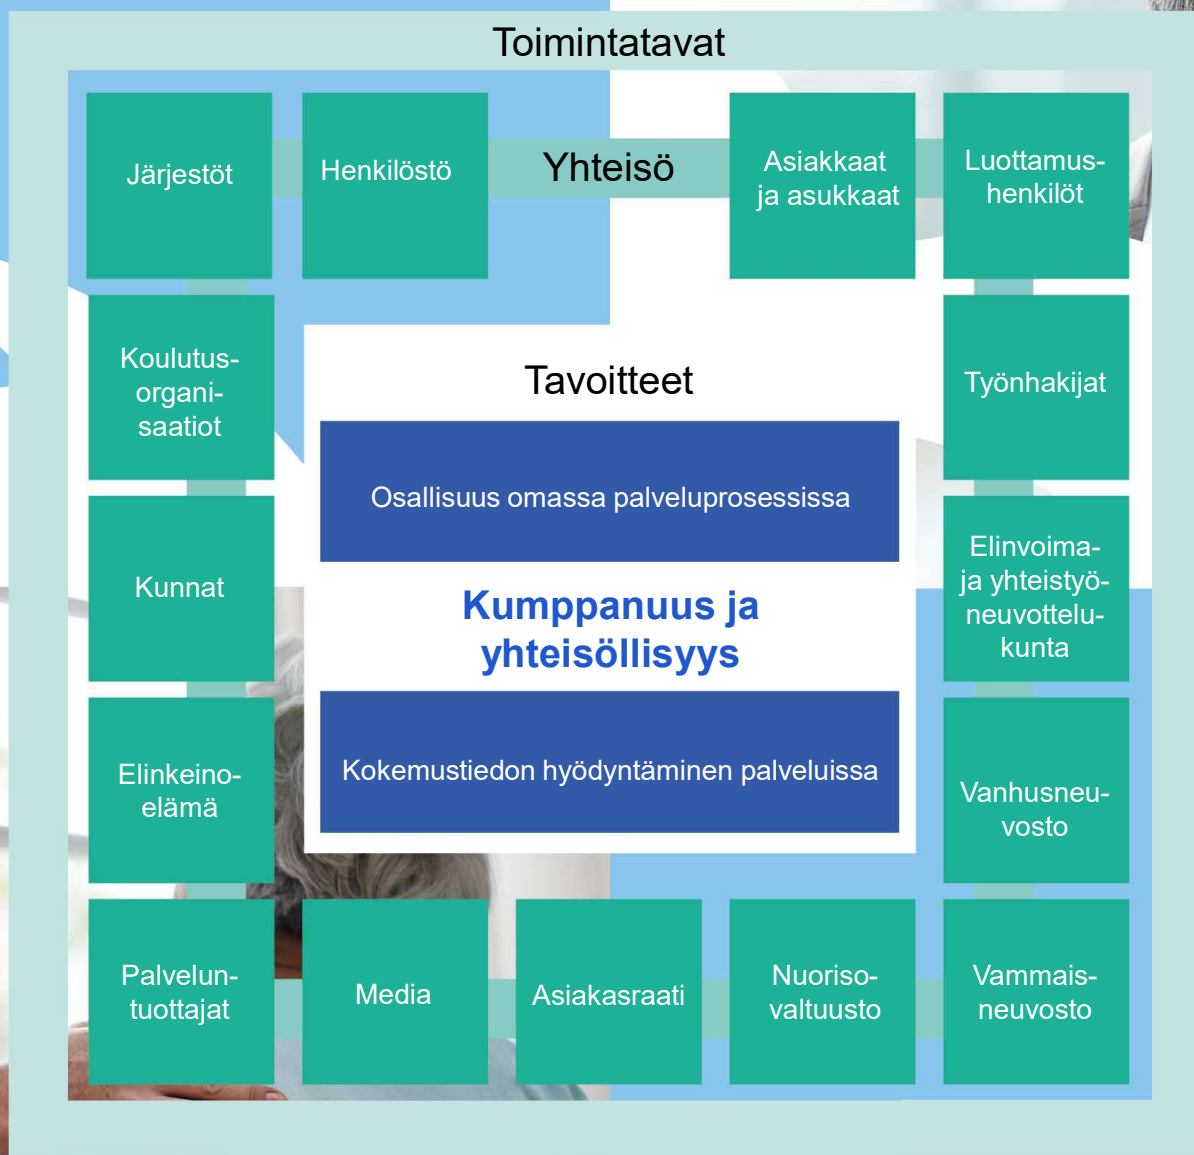 Toimintatavat
Järjestöt
Henkilöstö
Yhteisö
Asiakkaat
ja asukkaat
Luottamus-
henkilöt
Koulutus-
organi-
saatiot
Tavoitteet
Työnhakijat
Osallisuus omassa palveluprosessissa
Kunnat
Kumppanuus ja
yhteisöllisyys
Elinvoima-
ja yhteistyö-
neuvottelu-
kunta
Elinkeino-
elämä
Kokemustiedon hyödyntäminen palveluissa
Vanhusneu-
vosto
Palvelun-
tuottajat
Media
Asiakasraati
Nuoriso-
valtuusto
Vammais-
neuvosto